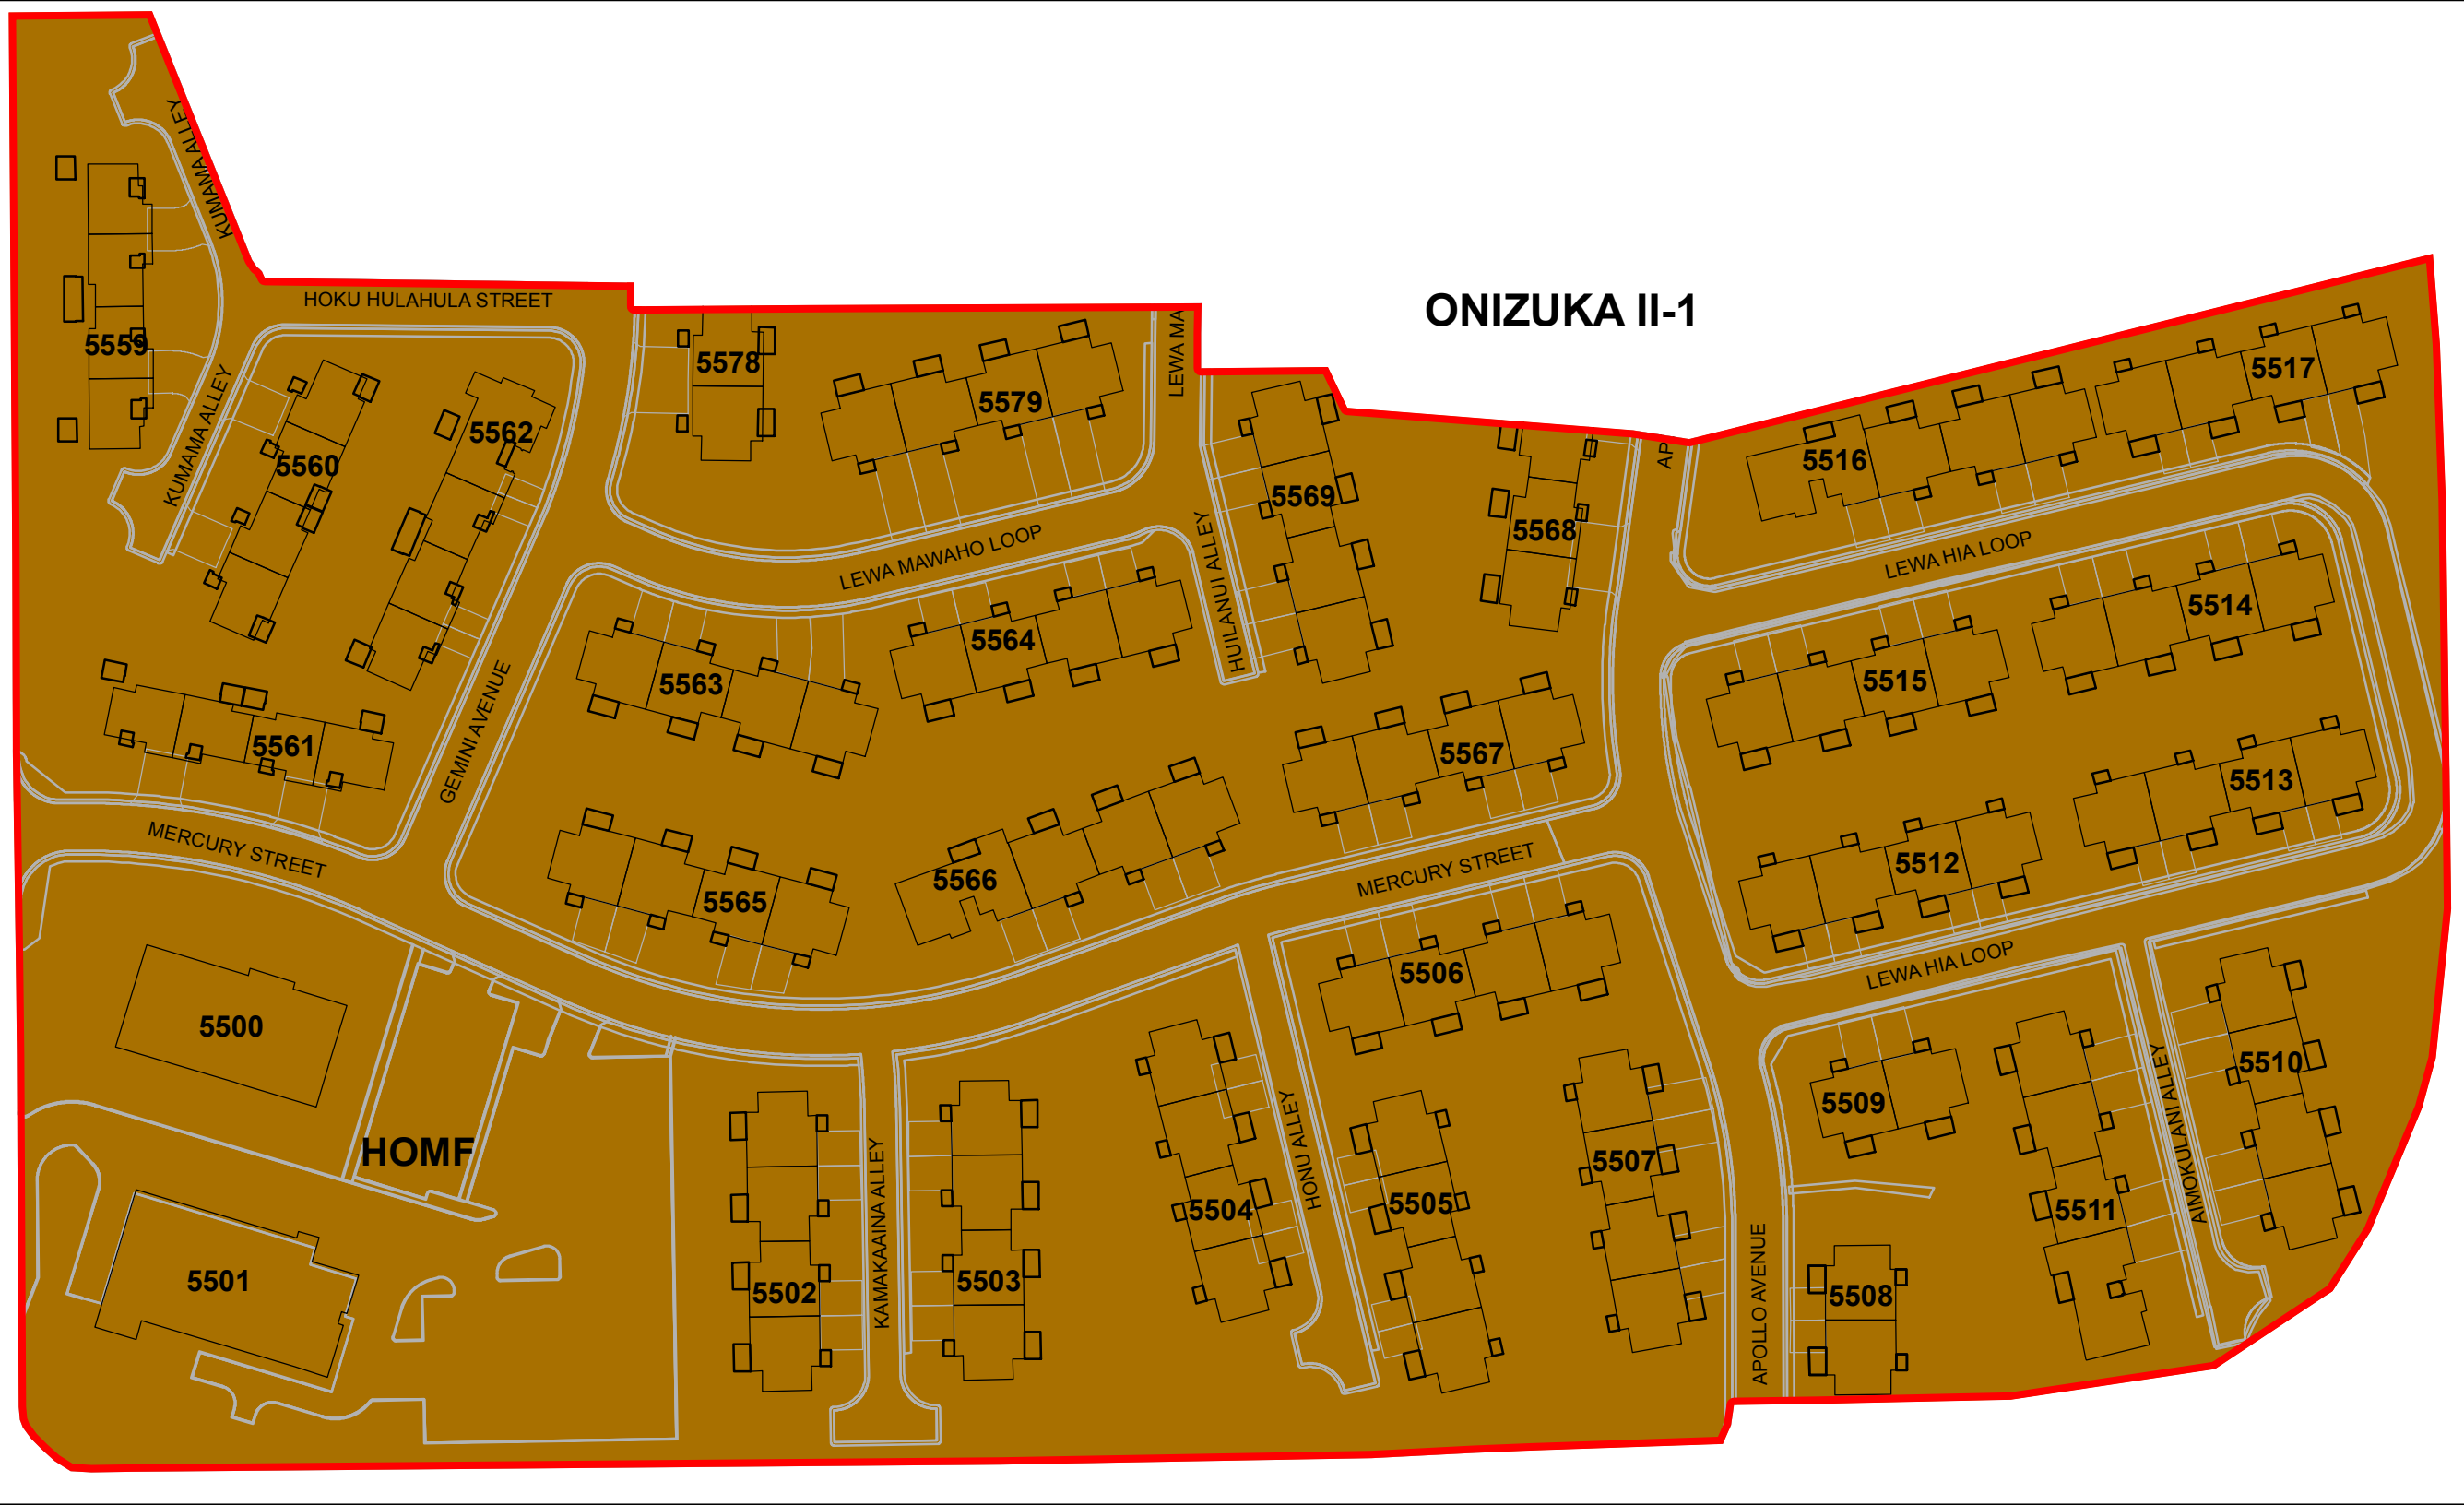 KUMAMA ALLEY
HOKU HULAHULA STREET
ONIZUKA II-1
LEWA MA
5559
5578
5579
5517
KUMAMA ALLEY
5562
5560
5569
5568
AP
5516
LEWA MAWAHO LOOP
HUILANUI ALLEY
LEWA HIA LOOP
5514
5563
5564
5515
5561
GEMINI AVENUE
5567
5513
MERCURY STREET
5565
5566
MERCURY STREET
5512
5500
5506
LEWA HIA LOOP
5510
HOMF
5509
5507
5501
5502
KAMAKAAINA ALLEY
5503
5504
HONU ALLEY
5505
APOLLO AVENUE
5508
5511
AIMOKULANI ALLEY